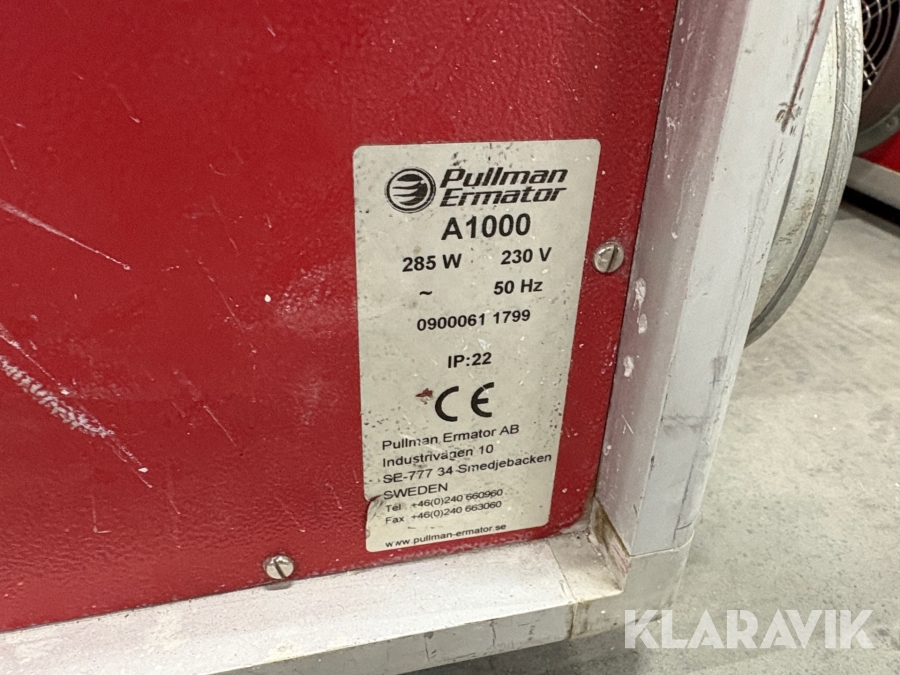 Pullman
Ermator
A1000
285 W 230 V
~ 50 Hz
0900061 1799
IP:22
CE
Pullman Ermator AB
Industrivägen 10
SE-777 34 Smedjebacken
SWEDEN
Tel +46(0)240 660960
Fax +46(0)240 663060
www.pullman-ermator.se
KLARAVIK